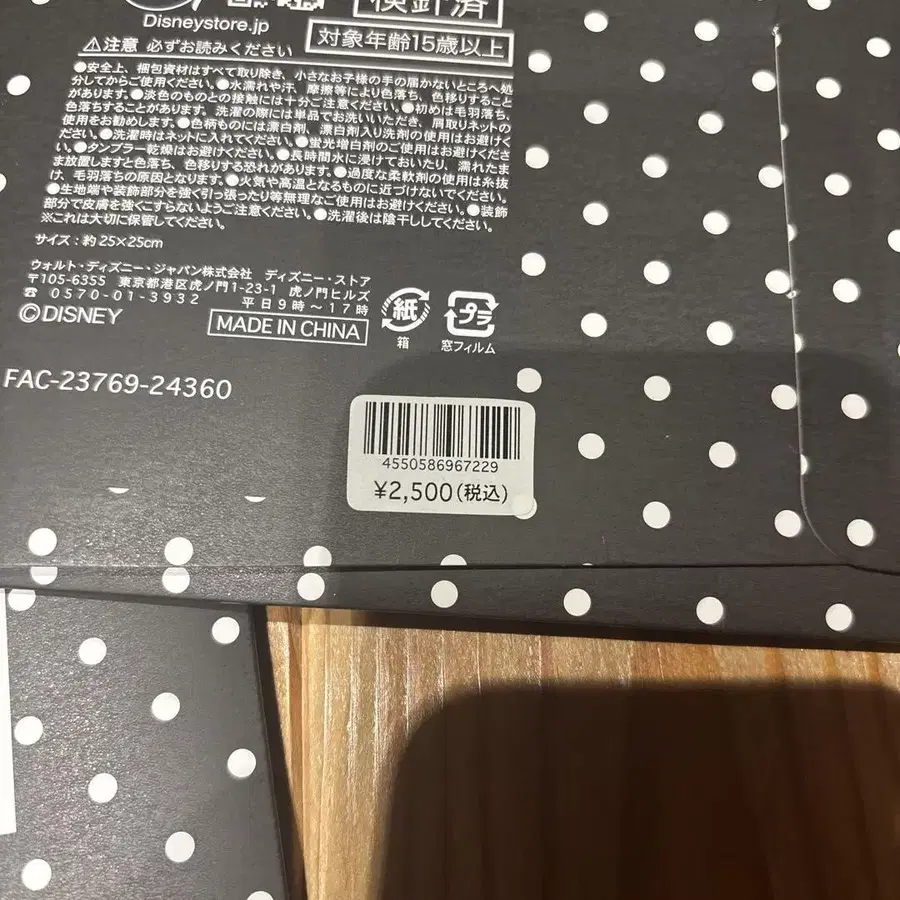 検針済
Disneystore.jp
対象年齢15歳以上
⚠注意 必ずお読みください
●安全上、梱包資材はすべて取り除き、小さなお子様の手の届かないところへ処
分してからご使用ください。●水濡れや汗、摩擦等により色落ち、色移りすること
があります。●淡色のものとの接触には十分ご注意ください。●初めは毛羽落ち、
色落ちすることがあります。洗濯の際には単品でお洗いいただき、屑取りネットの
使用をお勧めします。●色柄ものには漂白剤、漂白剤入り洗剤の使用はお避けくださ
い。●洗濯時はネットに入れてください。●蛍光増白剤のご使用はお避けください。
●タンブラー乾燥はお避けください。●長時間水に浸けておいたり、濡れたま
ま放置しますと色落ち、色移りする恐れがあります。●過度な柔軟剤の使用は糸抜
け、毛羽落ちの原因となります。●火気や高温となるものに近づけないでください。
●生地端や装飾部分を強く引っ張ったり等無理なご使用はお避けください。●装飾
部分で皮膚を強くこすらないようご注意ください。●洗濯後は陰干ししてください。
※これは大切に保管してください。
サイズ:約25×25cm
ウォルト・ディズニー・ジャパン株式会社 ディズニー・ストア
〒105-6355 東京都港区虎ノ門1-23-1 虎ノ門ヒルズ
☎ 0570-01-3932 平日9時〜17時
©DISNEY
MADE IN CHINA
紙
箱
プラ
窓フィルム
FAC-23769-24360
4550586967229
¥2,500(税込)